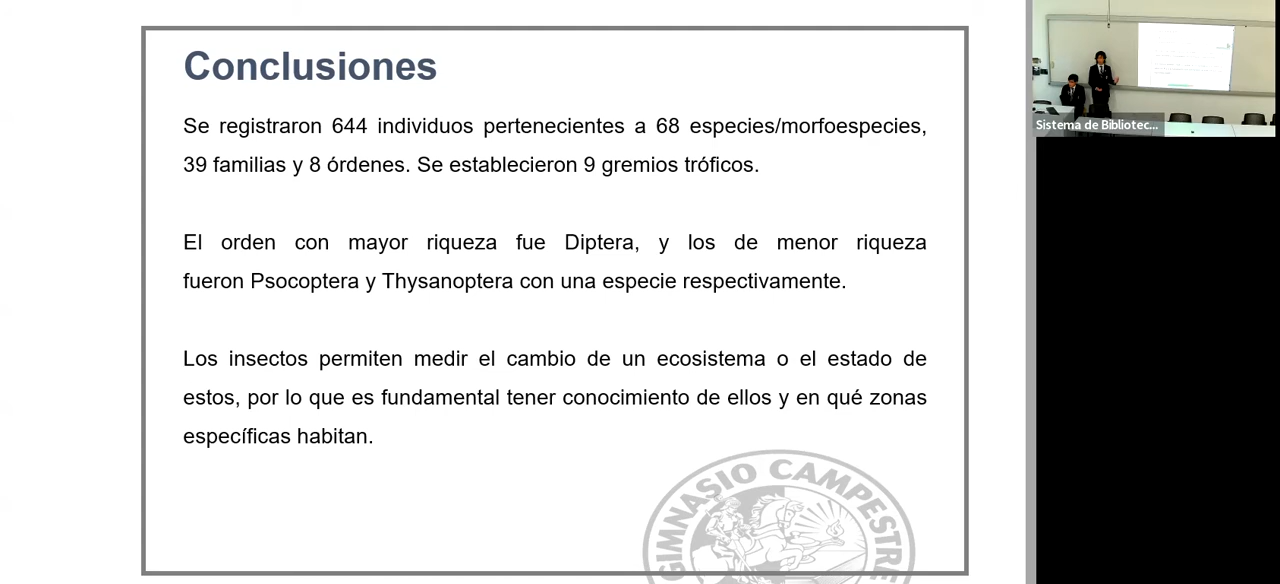 Conclusiones
Se registraron 644 individuos pertenecientes a 68 especies/morfoespecies,
39 familias y 8 órdenes. Se establecieron 9 gremios tróficos.
El orden con mayor riqueza fue Diptera, y los de menor riqueza
fueron Psocoptera y Thysanoptera con una especie respectivamente.
Los insectos permiten medir el cambio de un ecosistema o el estado de
estos, por lo que es fundamental tener conocimiento de ellos y en qué zonas
específicas habitan.
GIMNASIO CAMPESTRE
Sistema de Bibliotec...